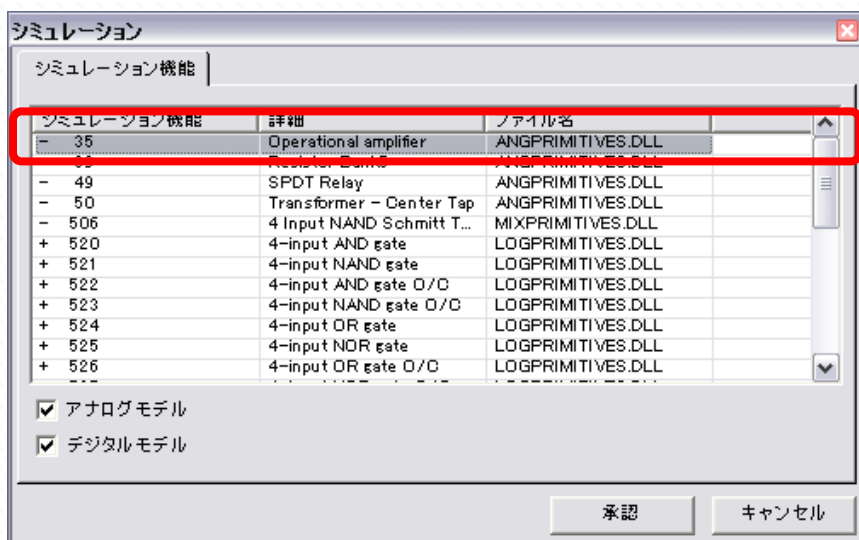 シミュレーション
シミュレーション機能
シミュレーション機能 詳細 ファイル名
- 35 Operational amplifier ANGPRIMITIVES.DLL
- 49 SPDT Relay ANGPRIMITIVES.DLL
- 50 Transformer - Center Tap ANGPRIMITIVES.DLL
- 506 4 Input NAND Schmitt T... MIXPRIMITIVES.DLL
+ 520 4-input AND gate LOGPRIMITIVES.DLL
+ 521 4-input NAND gate LOGPRIMITIVES.DLL
+ 522 4-input AND gate O/C LOGPRIMITIVES.DLL
+ 523 4-input NAND gate O/C LOGPRIMITIVES.DLL
+ 524 4-input OR gate LOGPRIMITIVES.DLL
+ 525 4-input NOR gate LOGPRIMITIVES.DLL
+ 526 4-input OR gate O/C LOGPRIMITIVES.DLL
アナログモデル
デジタルモデル
承認 キャンセル